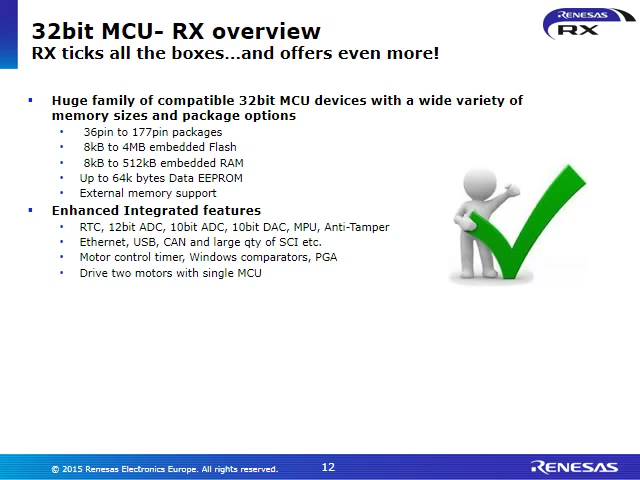 32bit MCU- RX overview
RX ticks all the boxes...and offers even more!
RENESAS
RX
▪ Huge family of compatible 32bit MCU devices with a wide variety of
memory sizes and package options
• 36pin to 177pin packages
• 8kB to 4MB embedded Flash
• 8kB to 512kB embedded RAM
• Up to 64k bytes Data EEPROM
• External memory support
▪ Enhanced Integrated features
• RTC, 12bit ADC, 10bit ADC, 10bit DAC, MPU, Anti-Tamper
• Ethernet, USB, CAN and large qty of SCI etc.
• Motor control timer, Windows comparators, PGA
• Drive two motors with single MCU
© 2015 Renesas Electronics Europe. All rights reserved.
12
RENESAS